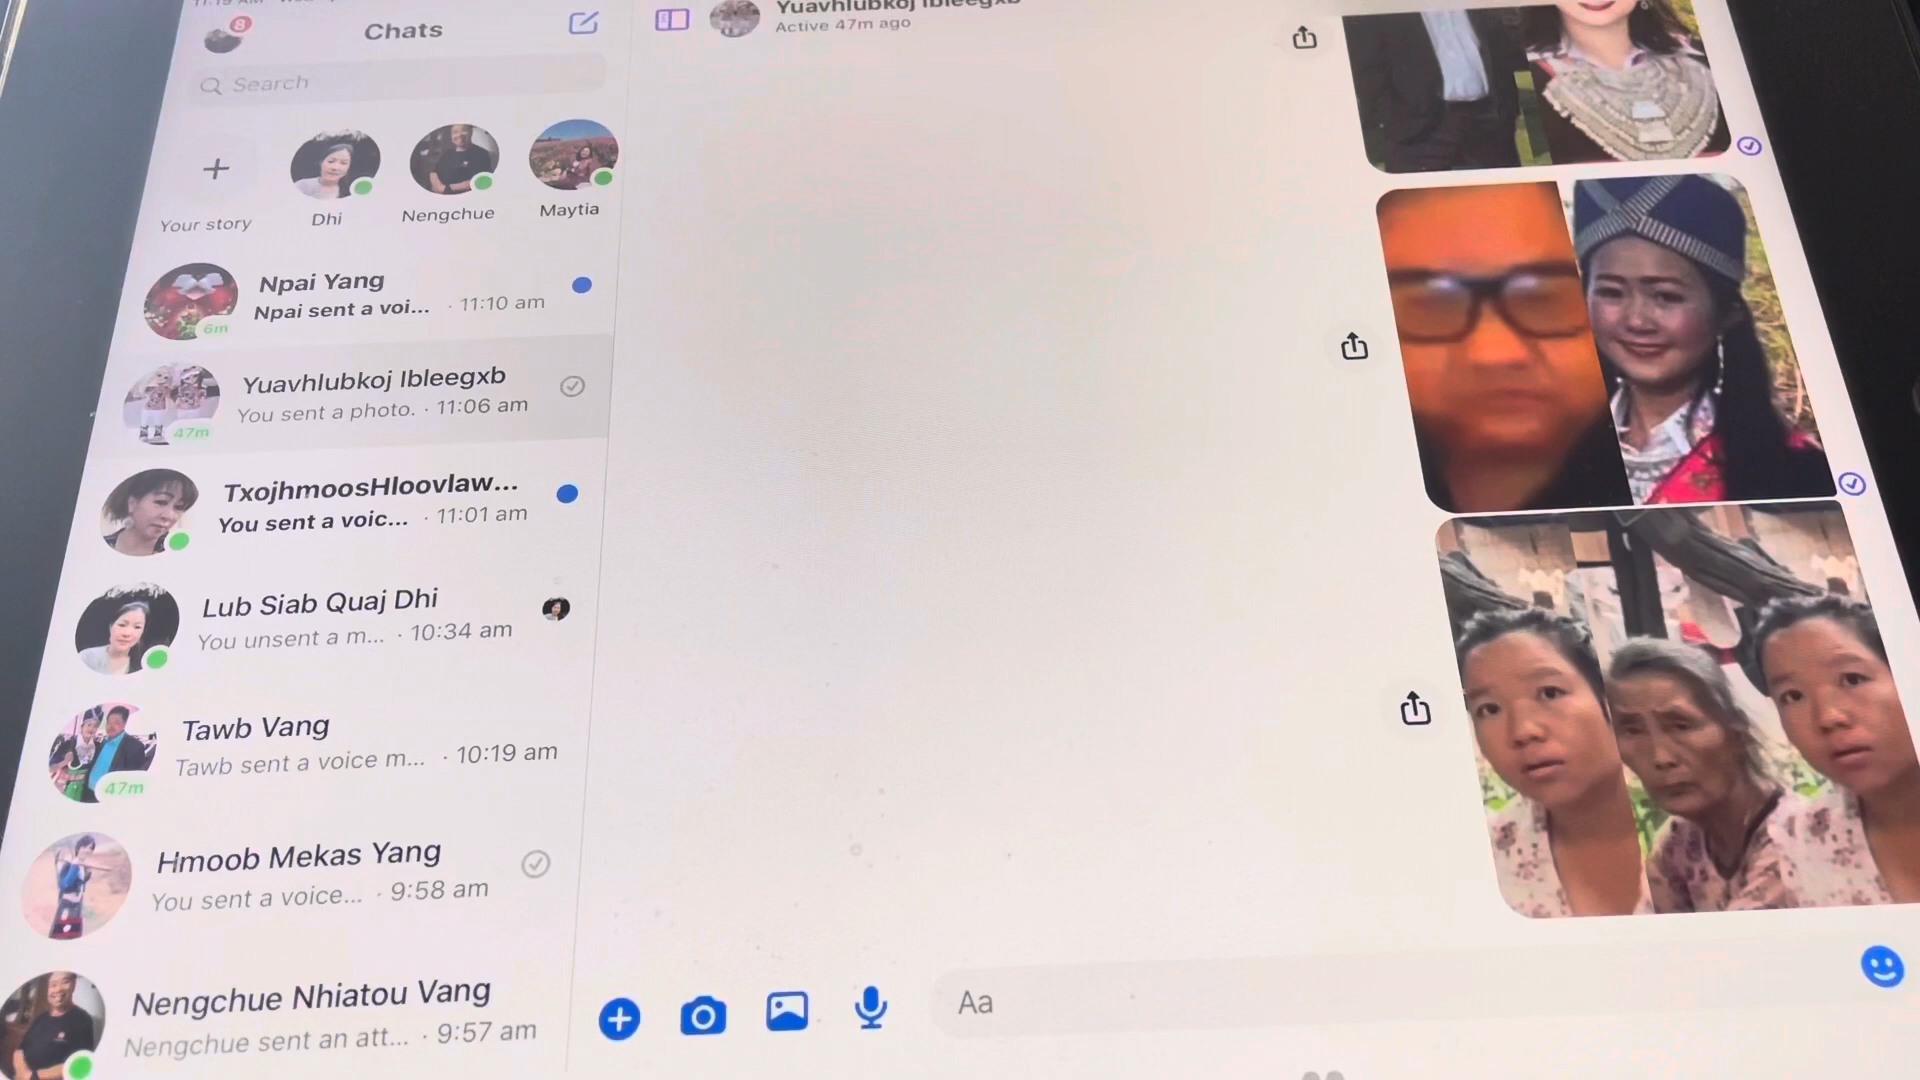 8
Chats
Search
Your story
Dhi
Nengchue
Maytia
Npai Yang
Npai sent a voi... · 11:10 am
6m
Yuavhlubkoj Ibleegxb
You sent a photo. · 11:06 am
47m
TxojhmoosHloovlaw...
You sent a voic... · 11:01 am
Lub Siab Quaj Dhi
You unsent a m... · 10:34 am
Tawb Vang
Tawb sent a voice m... · 10:19 am
47m
Hmoob Mekas Yang
You sent a voice... · 9:58 am
Nengchue Nhiatou Vang
Nengchue sent an att... · 9:57 am
Yuavhlubkoj Ibleegxb
Active 47m ago
Aa